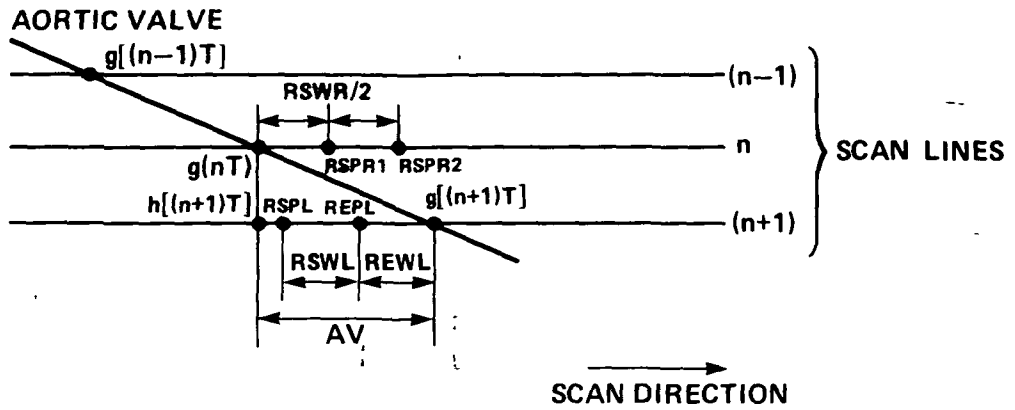 AORTIC VALVE
g[(n−1)T]
(n−1)
RSWR/2
n
g(nT)
RSPR1
RSPR2
SCAN LINES
h[(n+1)T]
RSPL
REPL
g[(n+1)T]
(n+1)
RSWL
REWL
AV
SCAN DIRECTION